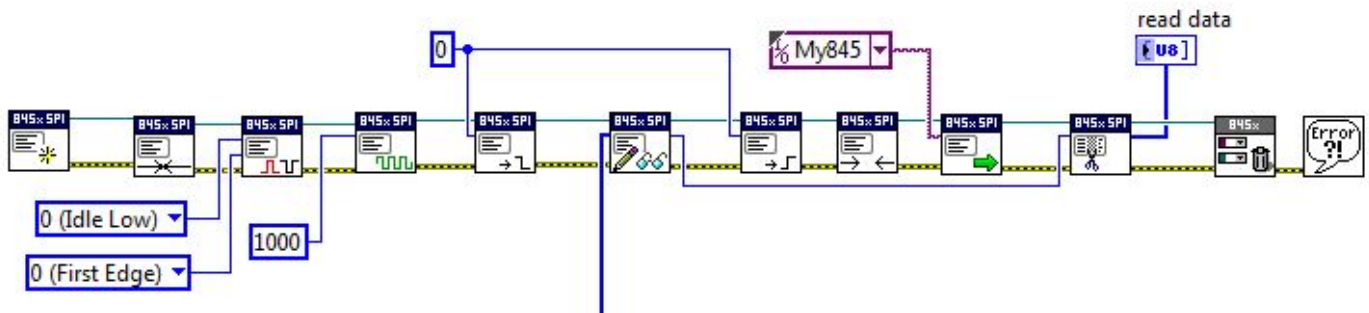 read data
U8
0
My845
845x SPI
845x SPI
845x SPI
845x SPI
845x SPI
845x SPI
845x SPI
845x SPI
845x SPI
845x SPI
845x
Error
?!
0 (Idle Low)
1000
0 (First Edge)